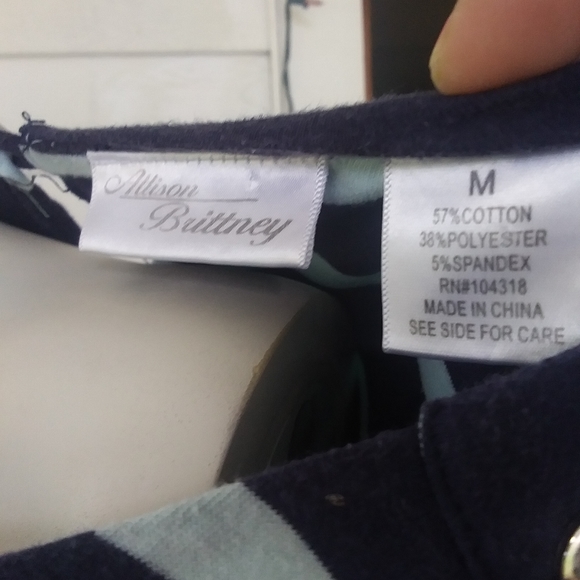 Allison
Brittney
M
57%COTTON
38%POLYESTER
5%SPANDEX
RN#104318
MADE IN CHINA
SEE SIDE FOR CARE